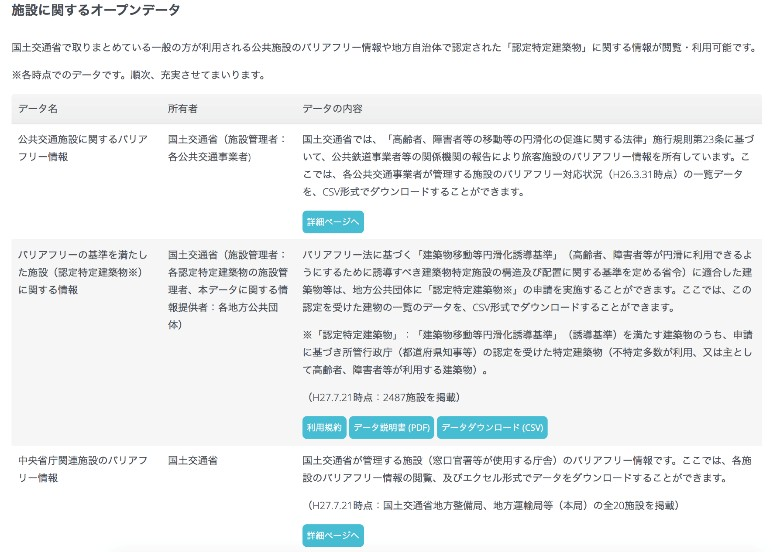 施設に関するオープンデータ
国土交通省で取りまとめている一般の方が利用される公共施設のバリアフリー情報や地方自治体で認定された「認定特定建築物」に関する情報が閲覧・利用可能です。
※各時点でのデータです。順次、充実させてまいります。
データ名 所有者 データの内容
公共交通施設に関するバリア
フリー情報
国土交通省（施設管理者：
各公共交通事業者)
国土交通省では、「高齢者、障害者等の移動等の円滑化の促進に関する法律」施行規則第23条に基づ
いて、公共鉄道事業者等の関係機関の報告により旅客施設のバリアフリー情報を所有しています。こ
こでは、各公共交通事業者が管理する施設のバリアフリー対応状況（H26.3.31時点）の一覧データ
を、CSV形式でダウンロードすることができます。
詳細ページへ
バリアフリーの基準を満たし
た施設（認定特定建築物※）
に関する情報
国土交通省（施設管理者：
各認定特定建築物の施設管
理者、本データに関する情
報提供者：各地方公共団
体）
バリアフリー法に基づく「建築物移動等円滑化誘導基準」（高齢者、障害者等が円滑に利用できるよ
うにするために誘導すべき建築物特定施設の構造及び配置に関する基準を定める省令）に適合した建
築物等は、地方公共団体に「認定特定建築物※」の申請を実施することができます。ここでは、この
認定を受けた建物の一覧のデータを、CSV形式でダウンロードすることができます。
※「認定特定建築物」：「建築物移動等円滑化誘導基準」（誘導基準）を満たす建築物のうち、申請
に基づき所管行政庁（都道府県知事等）の認定を受けた特定建築物（不特定多数が利用、又は主とし
て高齢者、障害者等が利用する建築物）。
（H27.7.21時点：2487施設を掲載）
利用規約 データ説明書 (PDF) データダウンロード (CSV)
中央省庁関連施設のバリアフ
リー情報
国土交通省
国土交通省が管理する施設（窓口官署等が使用する庁舎）のバリアフリー情報です。ここでは、各施
設のバリアフリー情報の閲覧、及びエクセル形式でデータをダウンロードすることができます。
（H27.7.21時点：国土交通省地方整備局、地方運輸局等（本局）の全20施設を掲載）
詳細ページへ